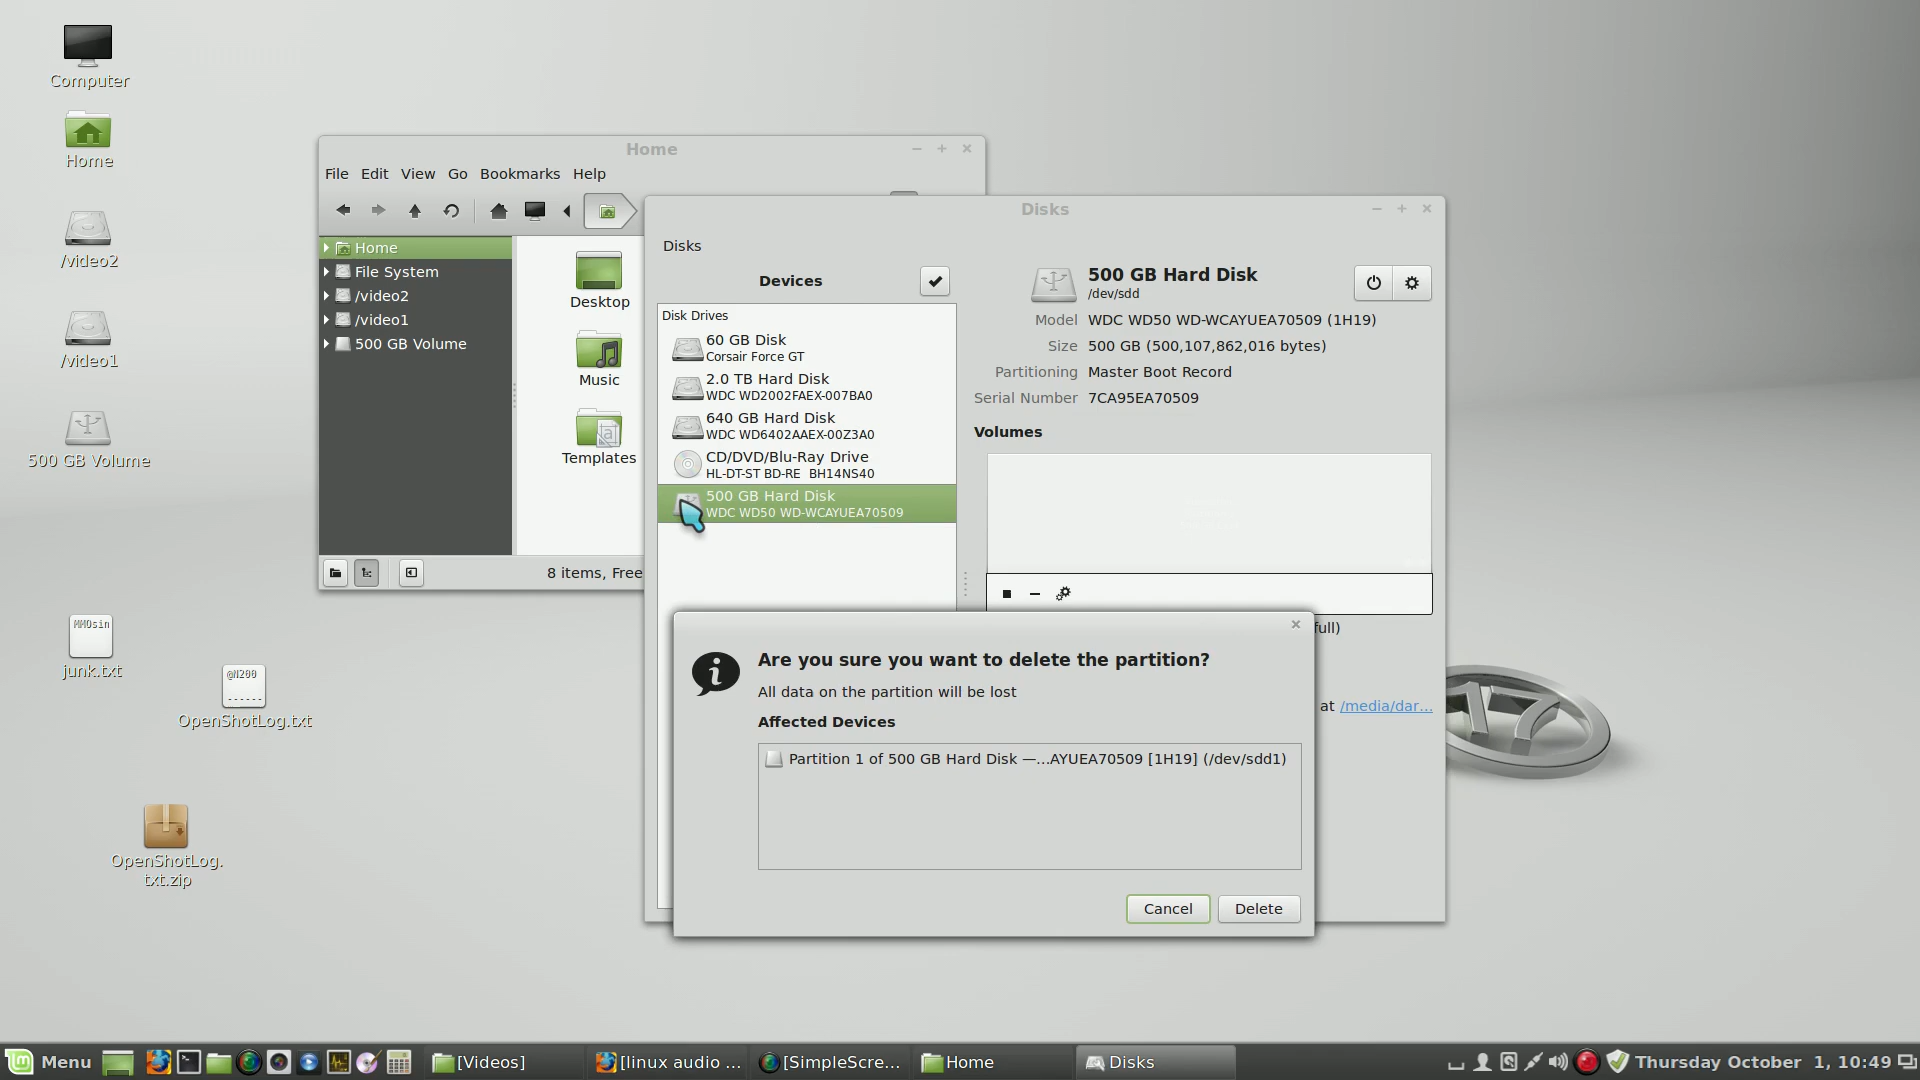 Computer
Home
/video2
/video1
500 GB Volume
junk.txt
MMOsin
OpenShotLog.txt
@N200
------
OpenShotLog.
txt.zip
Home
File Edit View Go Bookmarks Help
Home
File System
/video2
/video1
500 GB Volume
Desktop
Music
Templates
8 items, Free
Disks
Disks
Devices
Disk Drives
60 GB Disk
Corsair Force GT
2.0 TB Hard Disk
WDC WD2002FAEX-007BA0
640 GB Hard Disk
WDC WD6402AAEX-00Z3A0
CD/DVD/Blu-Ray Drive
HL-DT-ST BD-RE  BH14NS40
500 GB Hard Disk
WDC WD50 WD-WCAYUEA70509
500 GB Hard Disk
/dev/sdd
Model WDC WD50 WD-WCAYUEA70509 (1H19)
Size 500 GB (500,107,862,016 bytes)
Partitioning Master Boot Record
Serial Number 7CA95EA70509
Volumes
full)
at /media/dar...
Are you sure you want to delete the partition?
All data on the partition will be lost
Affected Devices
Partition 1 of 500 GB Hard Disk —...AYUEA70509 [1H19] (/dev/sdd1)
Cancel Delete
17
Menu [Videos] [linux audio ... [SimpleScre... Home Disks Thursday October  1, 10:49